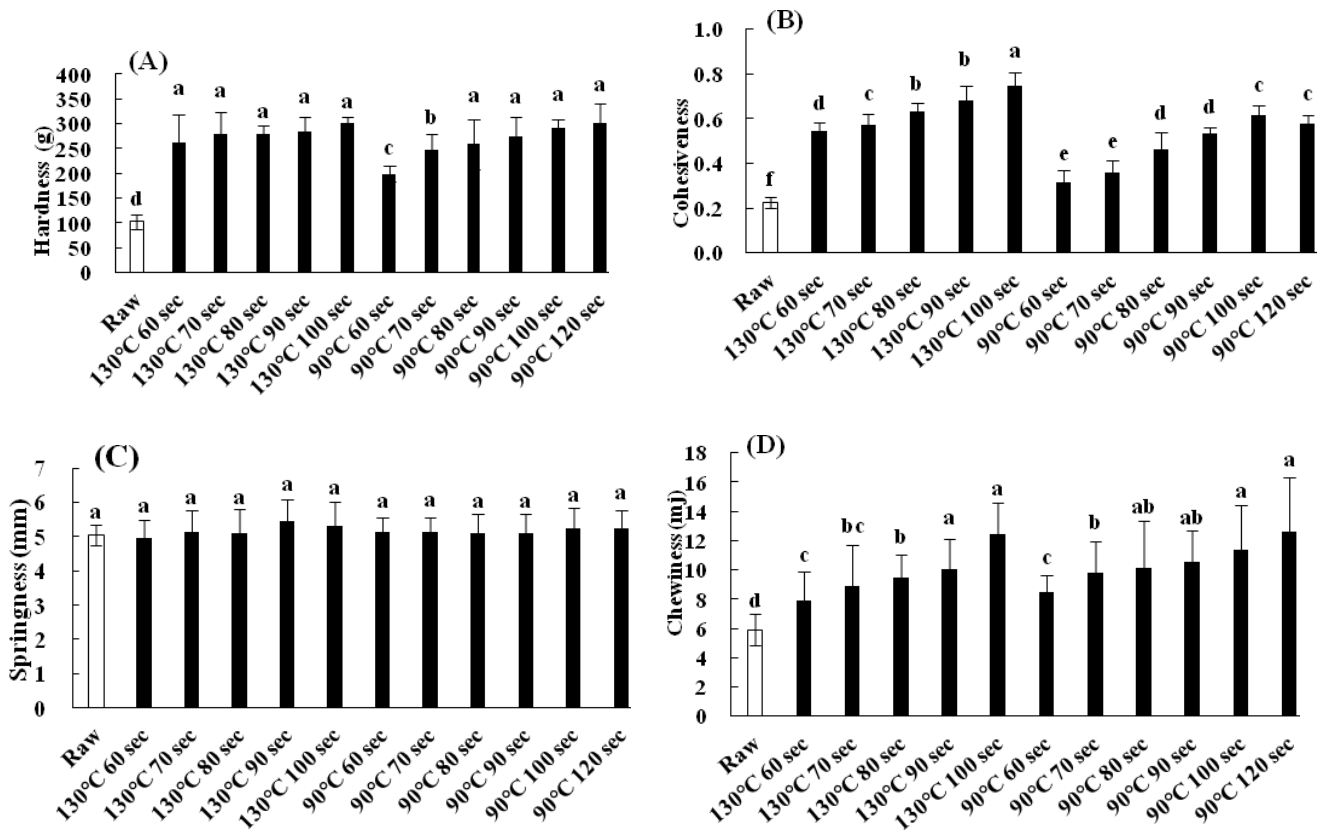 (A)
Hardness (g)
400
350
300
250
200
150
100
50
0
d
a
a
a
a
a
c
b
a
a
a
a
Raw
130°C 60 sec
130°C 70 sec
130°C 80 sec
130°C 90 sec
130°C 100 sec
90°C 60 sec
90°C 70 sec
90°C 80 sec
90°C 90 sec
90°C 100 sec
90°C 120 sec
(B)
Cohesiveness
1.0
0.8
0.6
0.4
0.2
0.0
f
d
c
b
b
a
e
e
d
d
c
c
Raw
130°C 60 sec
130°C 70 sec
130°C 80 sec
130°C 90 sec
130°C 100 sec
90°C 60 sec
90°C 70 sec
90°C 80 sec
90°C 90 sec
90°C 100 sec
90°C 120 sec
(C)
Springness (mm)
7
6
5
4
3
2
1
0
a
a
a
a
a
a
a
a
a
a
a
a
Raw
130°C 60 sec
130°C 70 sec
130°C 80 sec
130°C 90 sec
130°C 100 sec
90°C 60 sec
90°C 70 sec
90°C 80 sec
90°C 90 sec
90°C 100 sec
90°C 120 sec
(D)
Chewiness (mj)
18
16
14
12
10
8
6
4
2
0
d
c
bc
b
a
a
c
b
ab
ab
a
a
Raw
130°C 60 sec
130°C 70 sec
130°C 80 sec
130°C 90 sec
130°C 100 sec
90°C 60 sec
90°C 70 sec
90°C 80 sec
90°C 90 sec
90°C 100 sec
90°C 120 sec